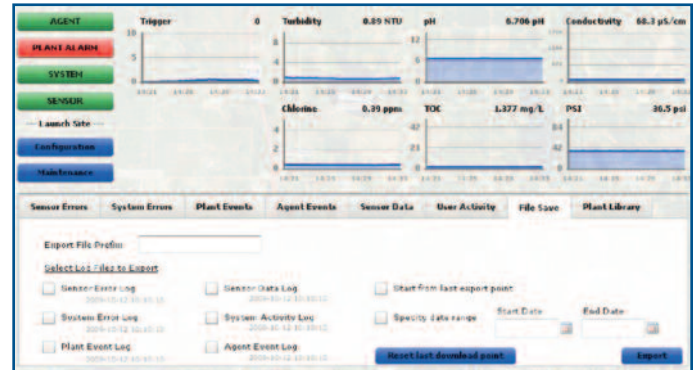 AGENT
PLANT ALARM
SYSTEM
SENSOR
Launch Site
Configuration
Maintenance
Trigger 0
10
5
0
Turbidity 0.89 NTU
8
4
0
pH 6.706 pH
12
6
0
Conductivity 60.3 µS/cm
0
Chlorine 0.39 ppm
4
2
0
TOC 1.377 mg/L
42
21
0
PSI 36.5 psi
84
42
0
Sensor Errors System Errors Plant Events Agent Events Sensor Data User Activity File Save Plant Library
Export File Prefix
Select Log Files to Export
Sensor Error Log Sensor Data Log Start from last export point
System Error Log System Activity Log Specify date range Start Date End Date
Plant Event Log Agent Event Log Reset last download point Export